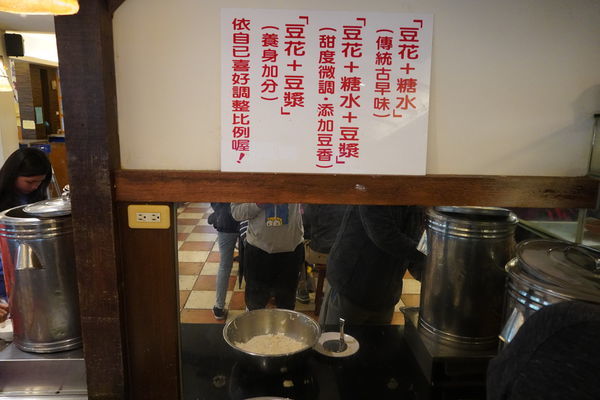 「豆花+糖水」
(傳統古早味)
「豆花+糖水+豆漿」
(甜度微調·添加豆香)
「豆花+豆漿」
(養身加分)
依自已喜好調整比例喔!